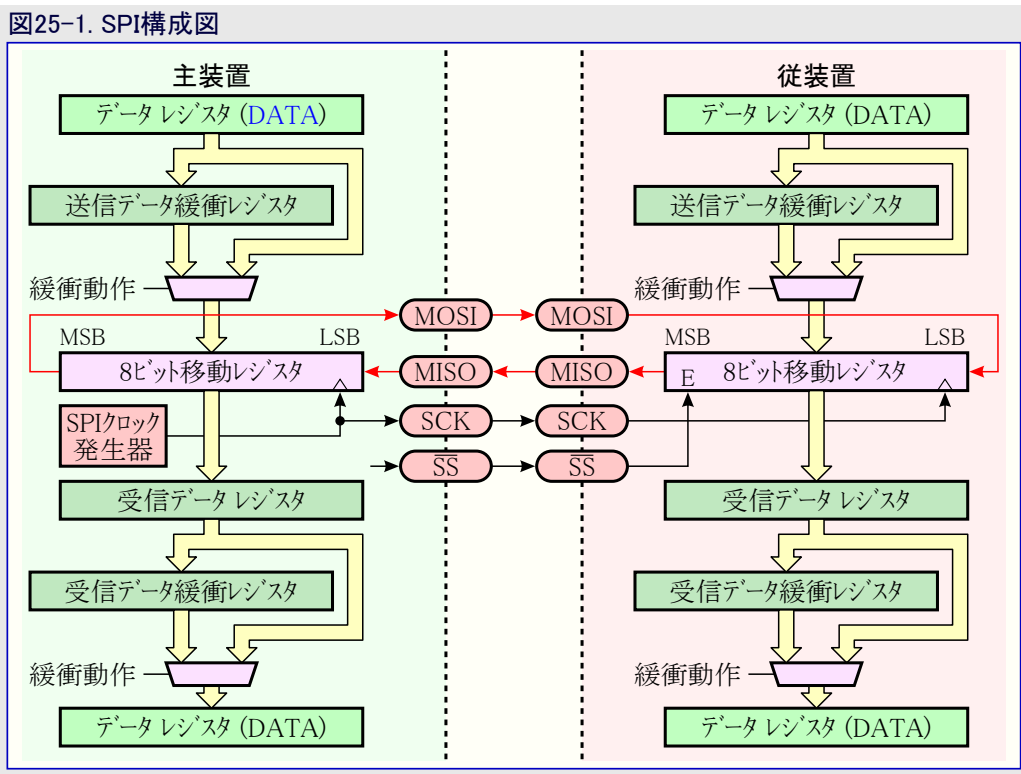 図25-1. SPI構成図
主装置
データ レジスタ (DATA)
送信データ緩衝レジスタ
緩衝動作
MSB
LSB
8ビット移動レジスタ
SPIクロック
発生器
受信データ レジスタ
受信データ緩衝レジスタ
緩衝動作
データ レジスタ (DATA)
MOSI
MOSI
MISO
MISO
SCK
SCK
SS
SS
従装置
データ レジスタ (DATA)
送信データ緩衝レジスタ
緩衝動作
MSB
LSB
E 8ビット移動レジスタ
受信データ レジスタ
受信データ緩衝レジスタ
緩衝動作
データ レジスタ (DATA)